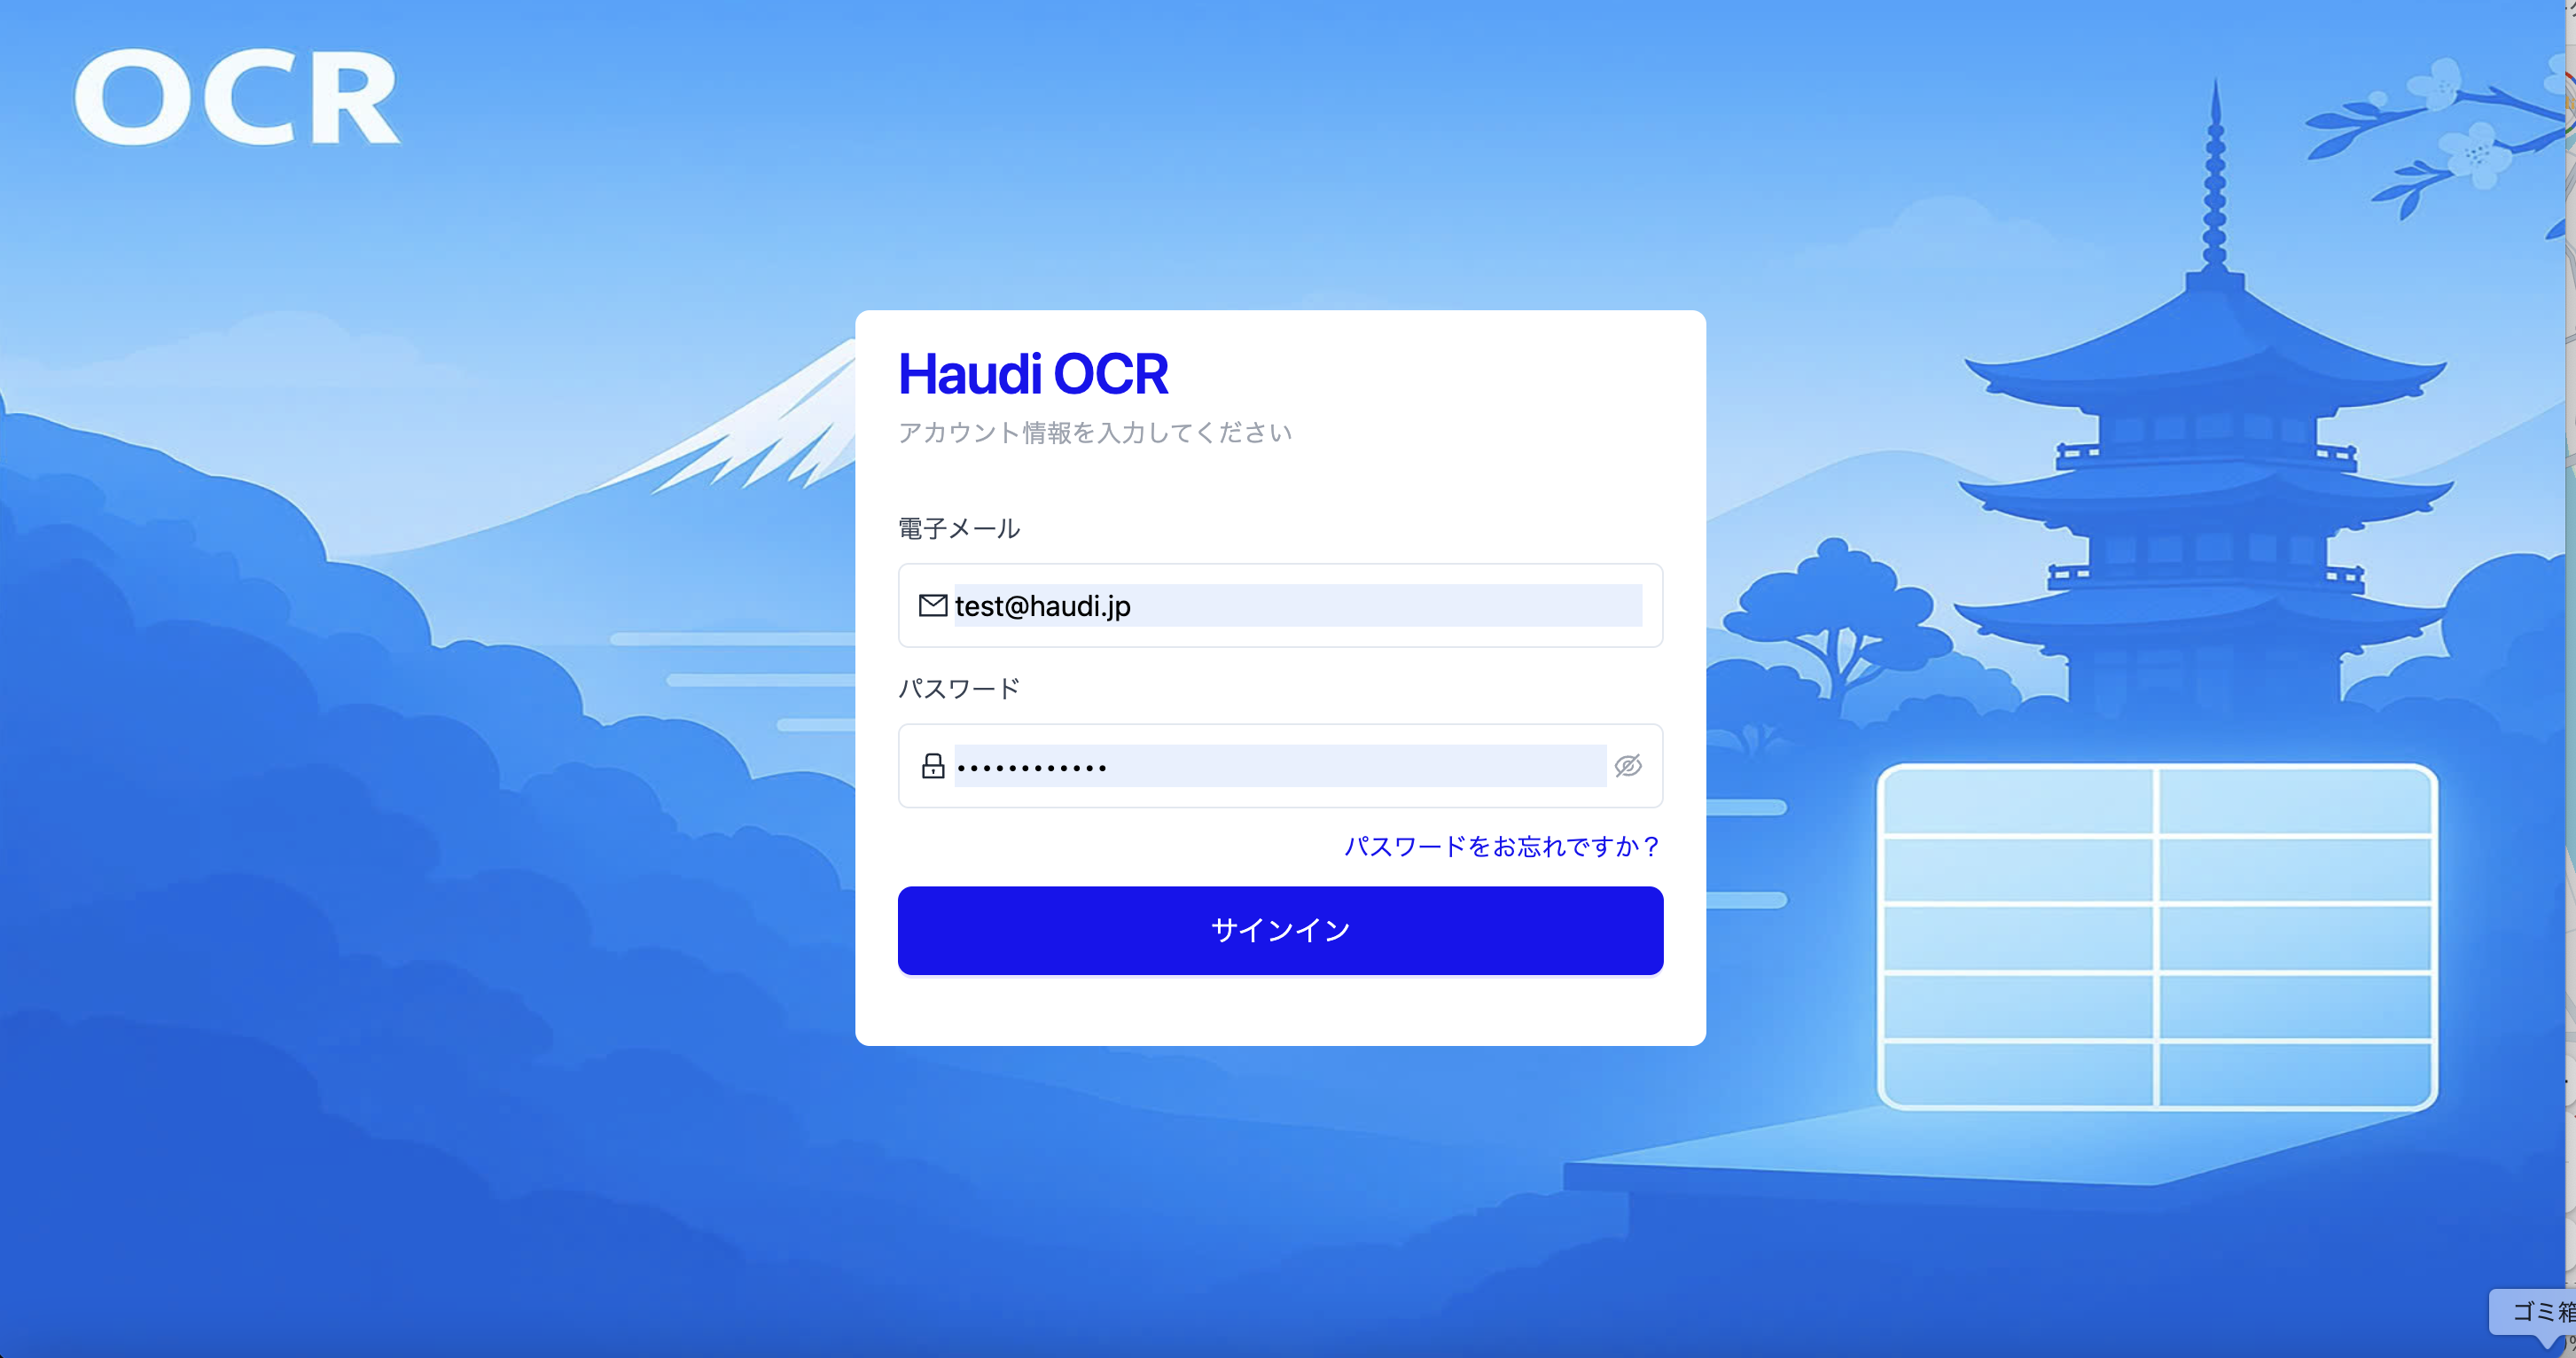 OCR
Haudi OCR
アカウント情報を入力してください
電子メール
test@haudi.jp
パスワード
••••••••••••
パスワードをお忘れですか？
サインイン
ゴミ箱